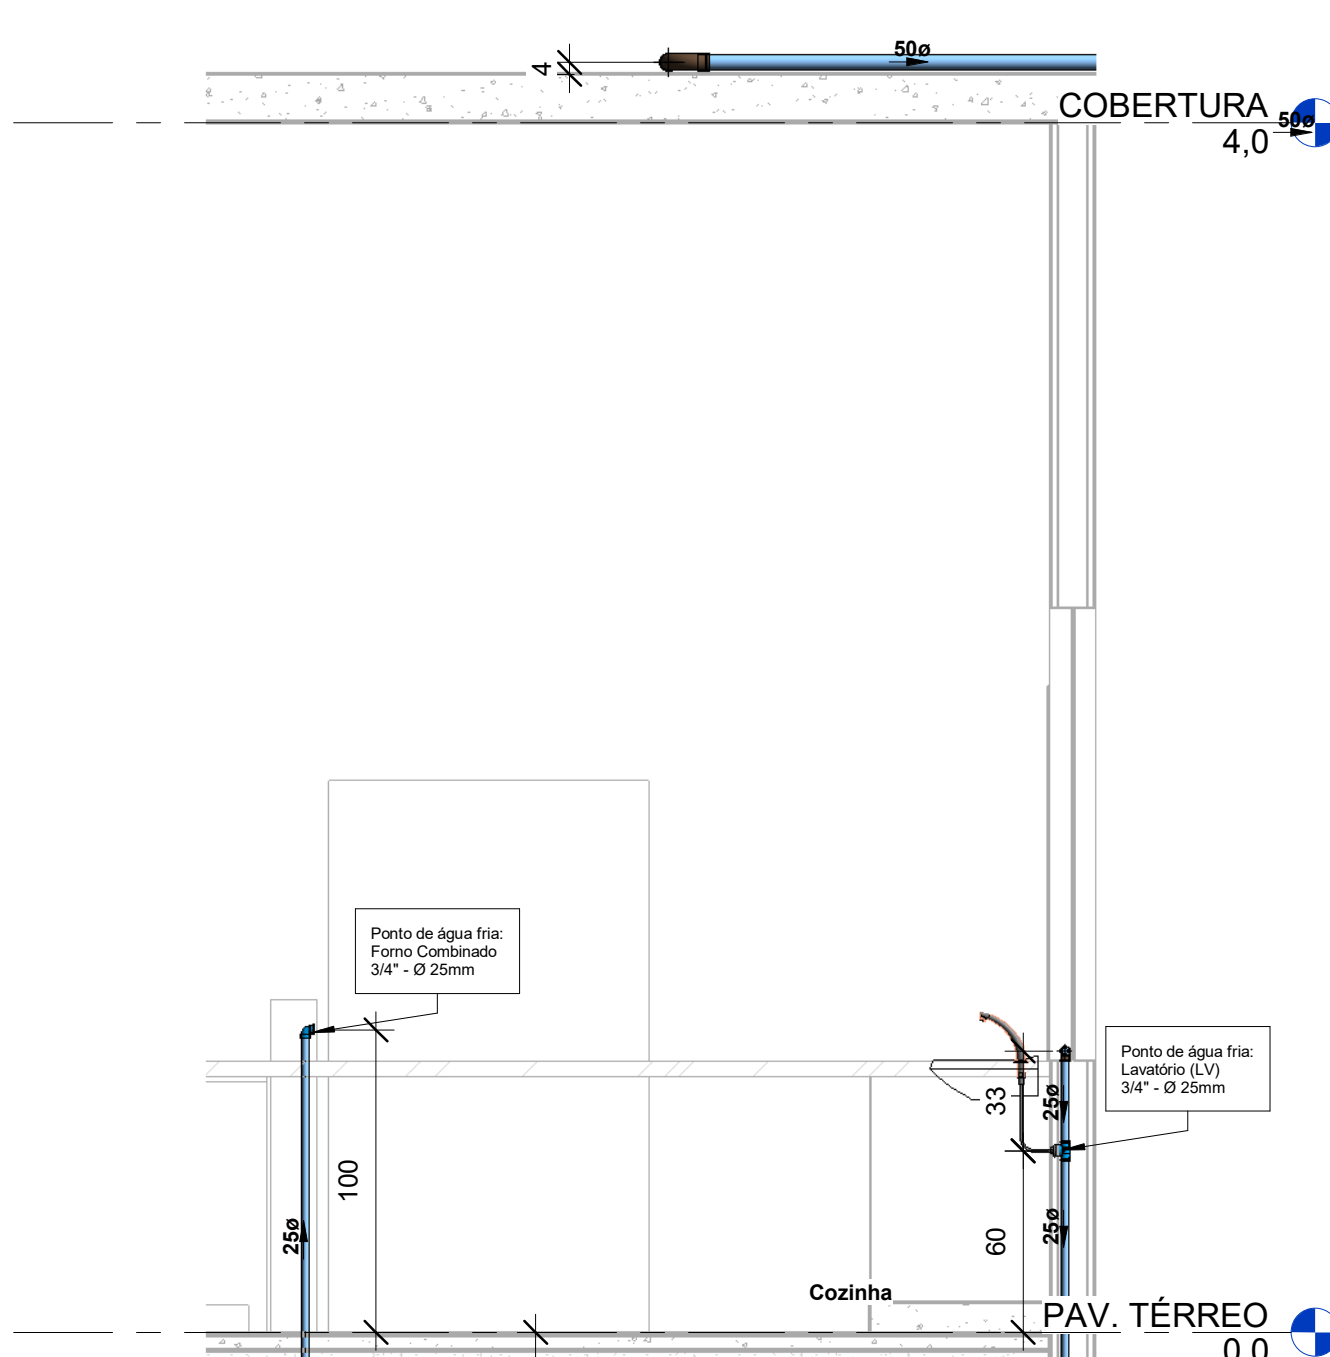 50ø
4
COBERTURA
50ø
4,0
Ponto de água fria:
Forno Combinado
3/4" - Ø 25mm
Ponto de água fria:
Lavatório (LV)
3/4" - Ø 25mm
33
25ø
100
25ø
60
25ø
Cozinha
PAV. TÉRREO
0,0